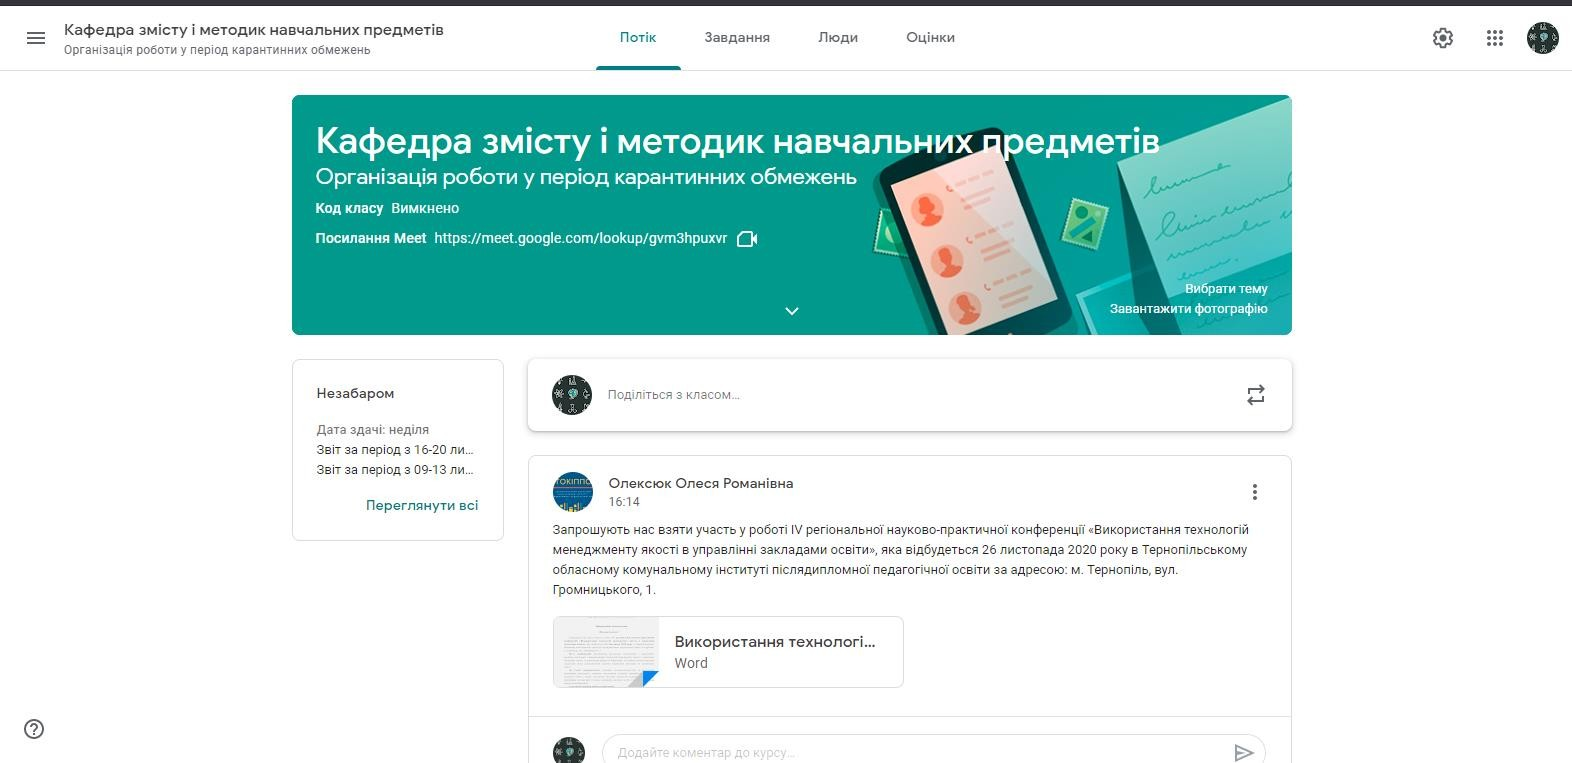 Кафедра змісту і методик навчальних предметів
Організація роботи у період карантинних обмежень
Потік
Завдання
Люди
Оцінки
Кафедра змісту і методик навчальних предметів
Організація роботи у період карантинних обмежень
Код класу Вимкнено
Посилання Meet https://meet.google.com/lookup/gvm3hpuxvr
Вибрати тему
Завантажити фотографію
Незабаром
Дата здачі: неділя
Звіт за період з 16-20 ли...
Звіт за період з 09-13 ли...
Переглянути всі
Поділіться з класом...
ТОКІППО
Олексюк Олеся Романівна
16:14
Запрошують нас взяти участь у роботі IV регіональної науково-практичної конференції «Використання технологій
менеджменту якості в управлінні закладами освіти», яка відбудеться 26 листопада 2020 року в Тернопільському
обласному комунальному інституті післядипломної педагогічної освіти за адресою: м. Тернопіль, вул.
Громницького, 1.
Використання технологі...
Word
Додайте коментар до курсу...